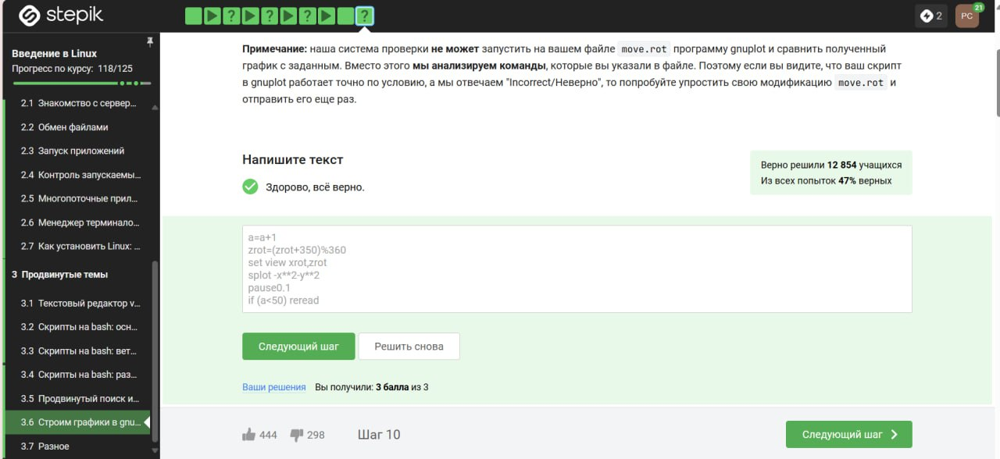 stepik
? ? ? ?
2
PC
21
Введение в Linux
Прогресс по курсу: 118/125
2.1 Знакомство с сервер...
2.2 Обмен файлами
2.3 Запуск приложений
2.4 Контроль запускаемы...
2.5 Многопоточные прил...
2.6 Менеджер терминало...
2.7 Как установить Linux: ...
3 Продвинутые темы
3.1 Текстовый редактор v...
3.2 Скрипты на bash: осн...
3.3 Скрипты на bash: вет...
3.4 Скрипты на bash: раз...
3.5 Продвинутый поиск и...
3.6 Строим графики в gnu...
3.7 Разное
Примечание: наша система проверки не может запустить на вашем файле move.rot программу gnuplot и сравнить полученный
график с заданным. Вместо этого мы анализируем команды, которые вы указали в файле. Поэтому если вы видите, что ваш скрипт
в gnuplot работает точно по условию, а мы отвечаем "Incorrect/Неверно", то попробуйте упростить свою модификацию move.rot и
отправить его еще раз.
Напишите текст
Здорово, всё верно.
Верно решили 12 854 учащихся
Из всех попыток 47% верных
a=a+1
zrot=(zrot+350)%360
set view xrot,zrot
splot -x**2-y**2
pause0.1
if (a<50) reread
Следующий шаг
Решить снова
Ваши решения Вы получили: 3 балла из 3
444
298
Шаг 10
Следующий шаг